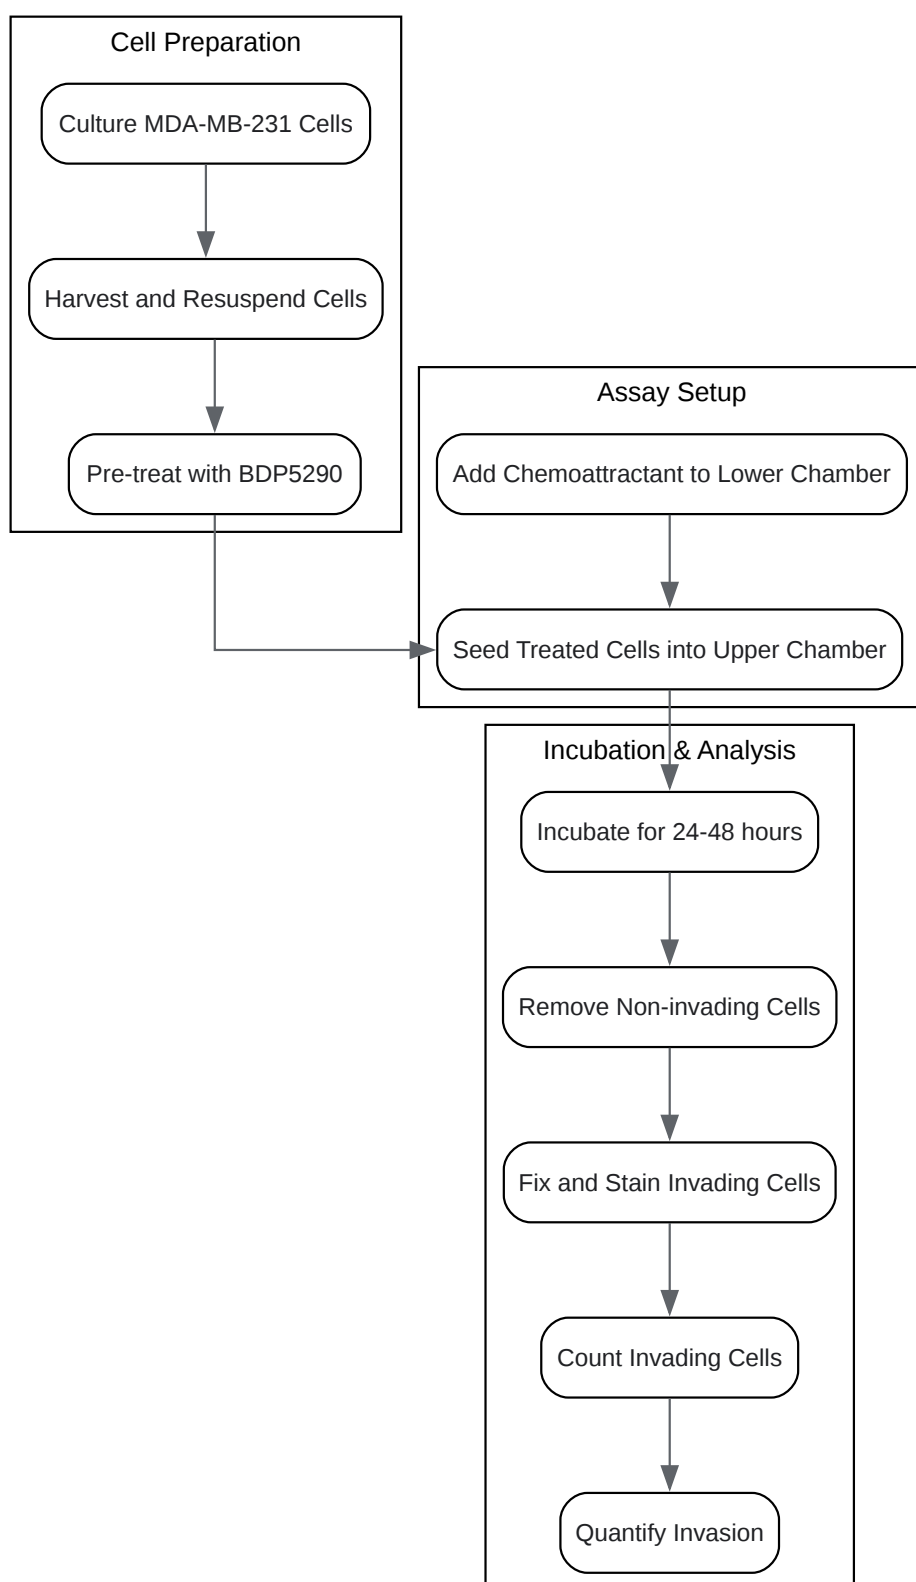 Cell Preparation
Culture MDA-MB-231 Cells
Harvest and Resuspend Cells
Pre-treat with BDP5290
Assay Setup
Add Chemoattractant to Lower Chamber
Seed Treated Cells into Upper Chamber
Incubation & Analysis
Incubate for 24-48 hours
Remove Non-invading Cells
Fix and Stain Invading Cells
Count Invading Cells
Quantify Invasion